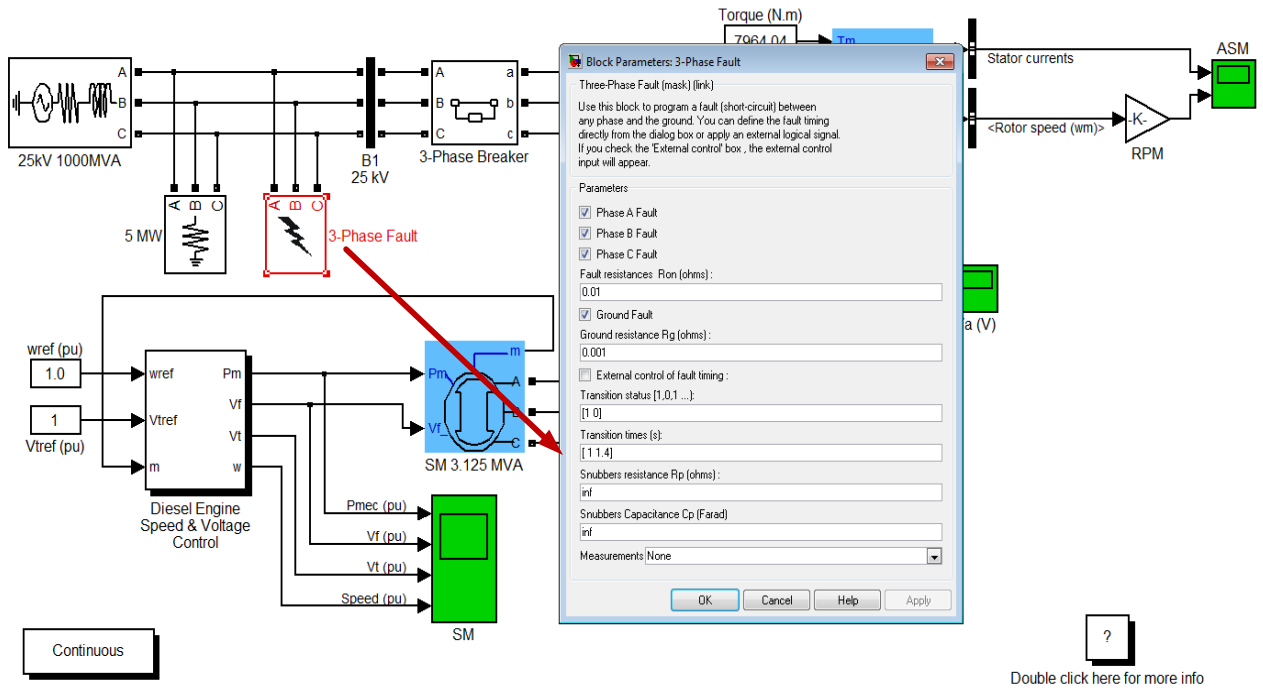 Torque (N.m)
7964.04
Tm
A
B
C
25kV 1000MVA
B1
25 kV
A
B
C
a
b
c
3-Phase Breaker
Stator currents
<Rotor speed (wm)>
-K-
RPM
ASM
A
B
C
5 MW
A
B
C
3-Phase Fault
Block Parameters: 3-Phase Fault
Three-Phase Fault (mask) (link)
Use this block to program a fault (short-circuit) between
any phase and the ground. You can define the fault timing
directly from the dialog box or apply an external logical signal.
If you check the 'External control' box , the external control
input will appear.
Parameters
Phase A Fault
Phase B Fault
Phase C Fault
Fault resistances Ron (ohms) :
0.01
Ground Fault
Ground resistance Rg (ohms) :
0.001
External control of fault timing :
Transition status [1,0,1 ...):
[1 0]
Transition times (s):
[ 1 1.4]
Snubbers resistance Rp (ohms) :
inf
Snubbers Capacitance Cp (Farad)
inf
Measurements None
OK
Cancel
Help
Apply
a (V)
wref (pu)
1.0
1
Vtref (pu)
wref
Vtref
m
Pm
Vf
Vt
w
Diesel Engine
Speed & Voltage
Control
Pm
Vf_
m
A
B
C
SM 3.125 MVA
Pmec (pu)
Vf (pu)
Vt (pu)
Speed (pu)
SM
Continuous
?
Double click here for more info